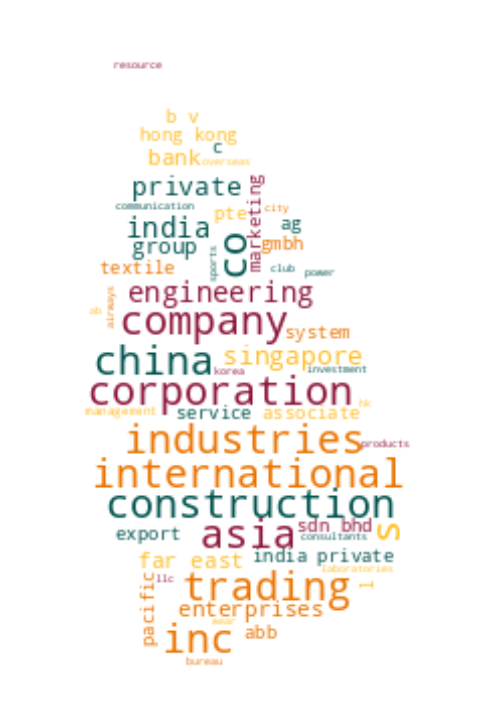 resource
b v
hong kong
c
bank
overseas
private
marketing
communication
pte
city
india
ag
co
group
gmbh
sports
textile
club
power
engineering
airways
ab
company
system
china
singapore
korea
investment
corporation
management
service
associate
hk
industries
products
international
construction
asia
sdn bhd
s
export
consultants
far east
india private
laboratories
llc
pacific
trading
l
enterprises
wear
inc
abb
bureau